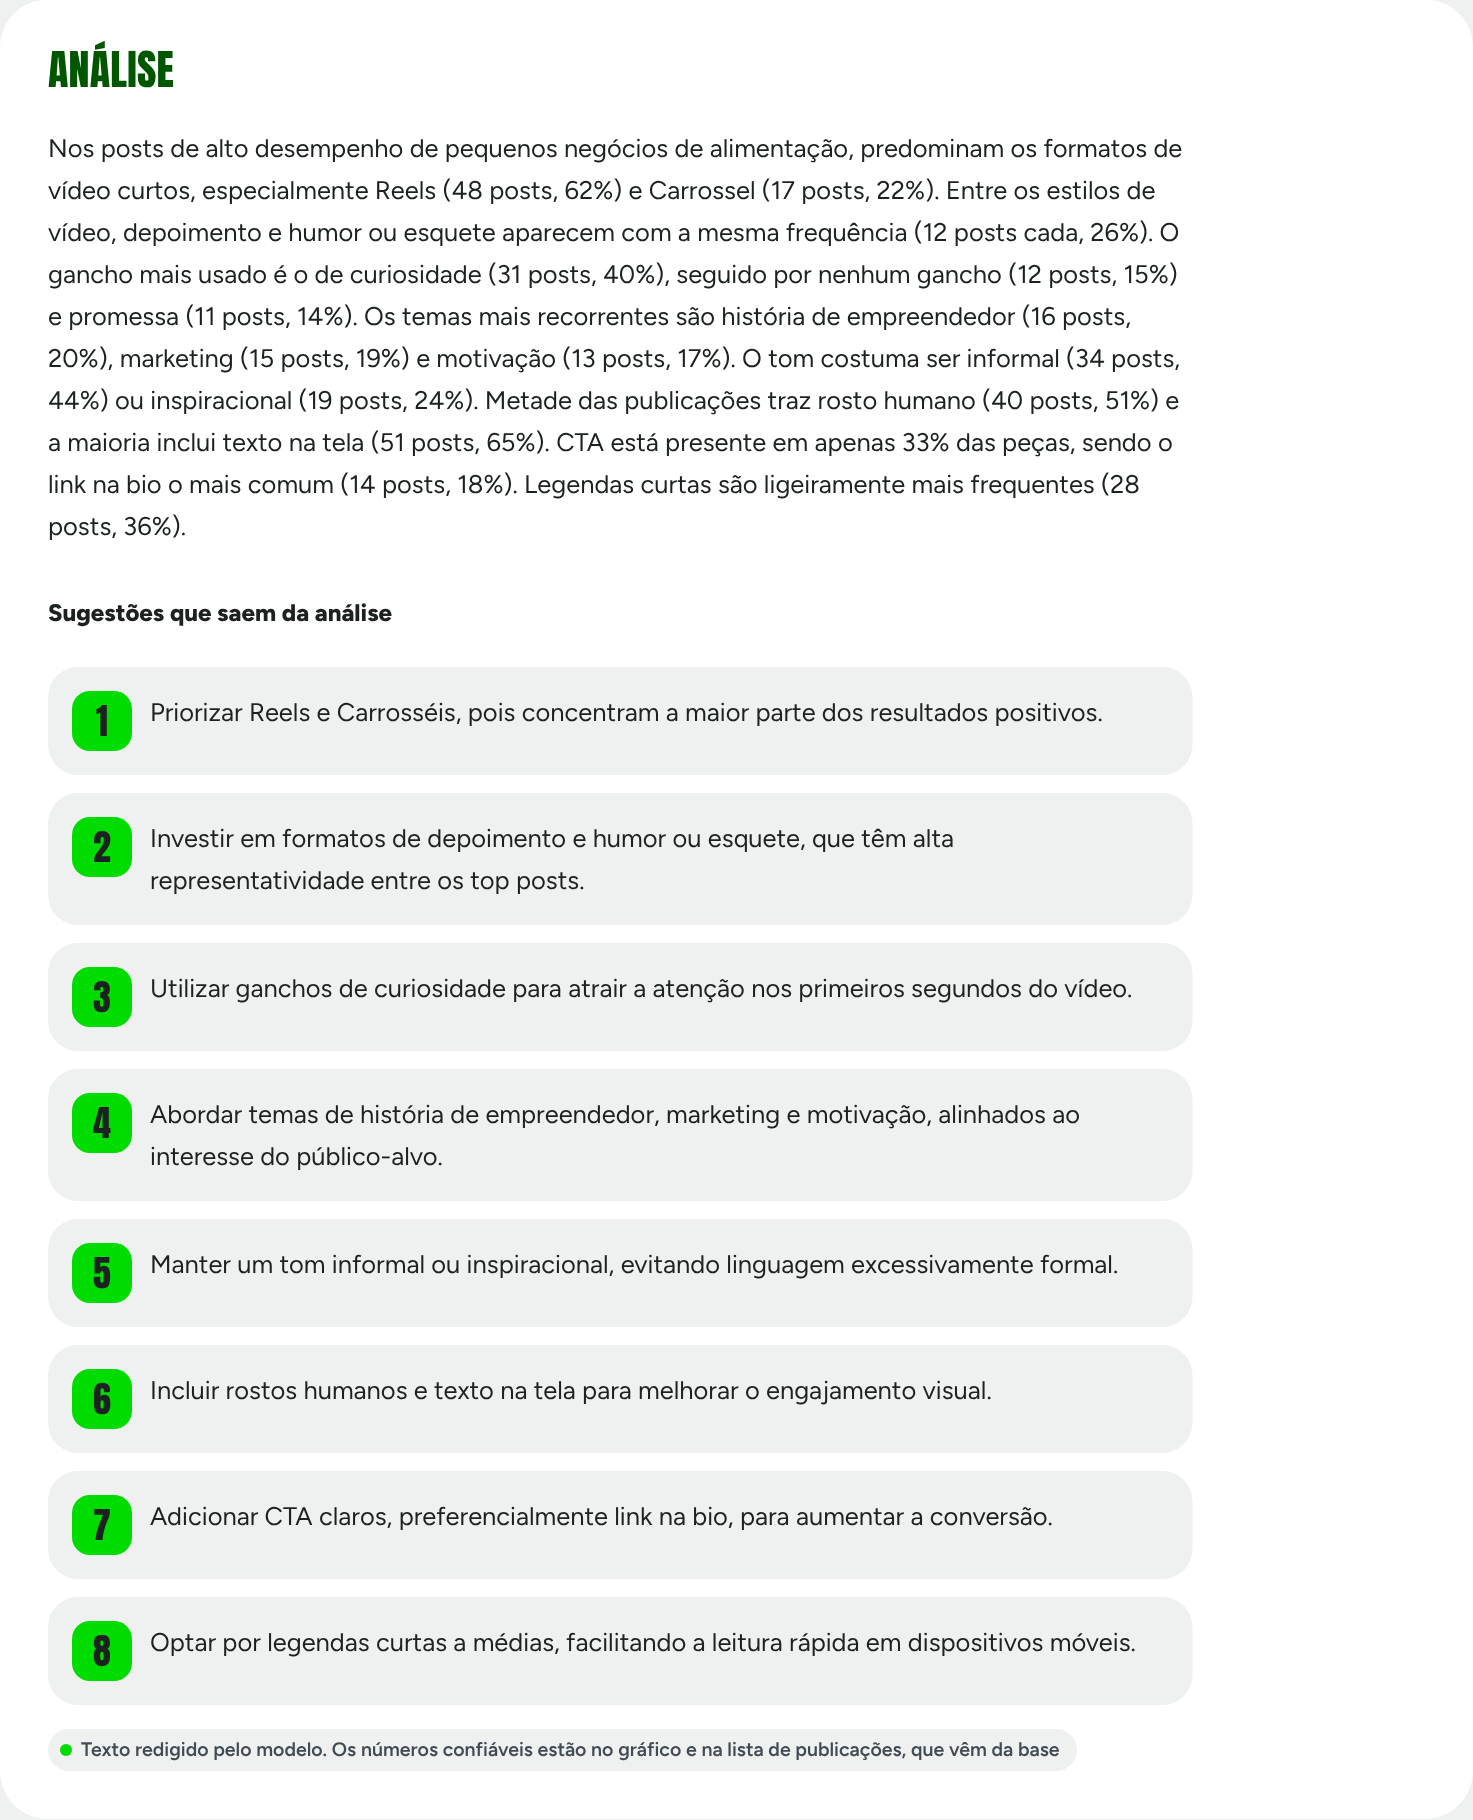 ANÁLISE
Nos posts de alto desempenho de pequenos negócios de alimentação, predominam os formatos de
vídeo curtos, especialmente Reels (48 posts, 62%) e Carrossel (17 posts, 22%). Entre os estilos de
vídeo, depoimento e humor ou esquete aparecem com a mesma frequência (12 posts cada, 26%). O
gancho mais usado é o de curiosidade (31 posts, 40%), seguido por nenhum gancho (12 posts, 15%)
e promessa (11 posts, 14%). Os temas mais recorrentes são história de empreendedor (16 posts,
20%), marketing (15 posts, 19%) e motivação (13 posts, 17%). O tom costuma ser informal (34 posts,
44%) ou inspiracional (19 posts, 24%). Metade das publicações traz rosto humano (40 posts, 51%) e
a maioria inclui texto na tela (51 posts, 65%). CTA está presente em apenas 33% das peças, sendo o
link na bio o mais comum (14 posts, 18%). Legendas curtas são ligeiramente mais frequentes (28
posts, 36%).
Sugestões que saem da análise
1 Priorizar Reels e Carrosséis, pois concentram a maior parte dos resultados positivos.
2 Investir em formatos de depoimento e humor ou esquete, que têm alta
representatividade entre os top posts.
3 Utilizar ganchos de curiosidade para atrair a atenção nos primeiros segundos do vídeo.
4 Abordar temas de história de empreendedor, marketing e motivação, alinhados ao
interesse do público-alvo.
5 Manter um tom informal ou inspiracional, evitando linguagem excessivamente formal.
6 Incluir rostos humanos e texto na tela para melhorar o engajamento visual.
7 Adicionar CTA claros, preferencialmente link na bio, para aumentar a conversão.
8 Optar por legendas curtas a médias, facilitando a leitura rápida em dispositivos móveis.
Texto redigido pelo modelo. Os números confiáveis estão no gráfico e na lista de publicações, que vêm da base